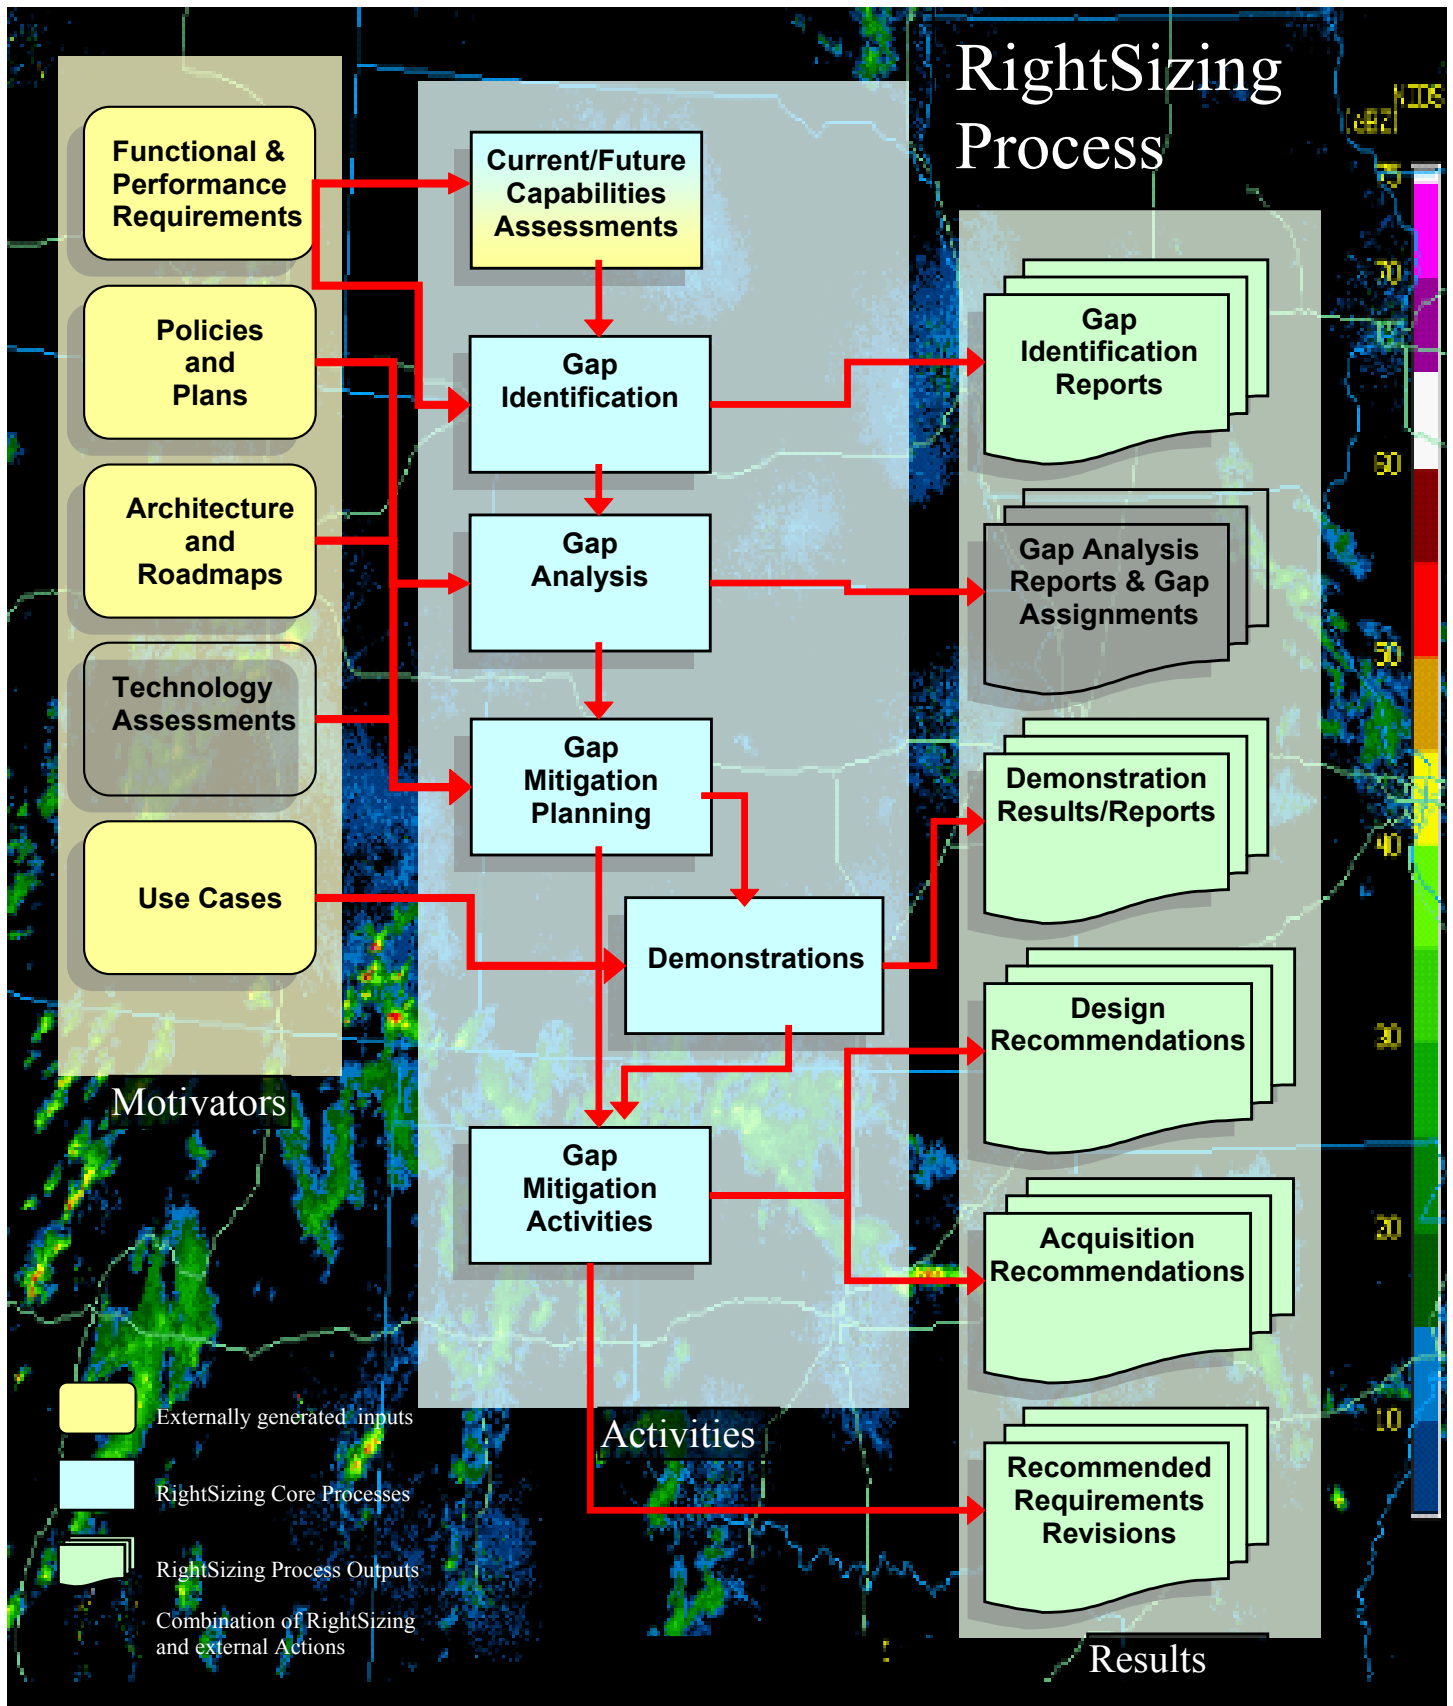 RightSizing
Process
Functional &
Performance
Requirements
Policies
and
Plans
Architecture
and
Roadmaps
Technology
Assessments
Use Cases
Motivators
Current/Future
Capabilities
Assessments
Gap
Identification
Gap
Analysis
Gap
Mitigation
Planning
Demonstrations
Gap
Mitigation
Activities
Activities
Gap
Identification
Reports
Gap Analysis
Reports & Gap
Assignments
Demonstration
Results/Reports
Design
Recommendations
Acquisition
Recommendations
Recommended
Requirements
Revisions
Results
Externally generated inputs
RightSizing Core Processes
RightSizing Process Outputs
Combination of RightSizing
and external Actions
70
60
50
40
30
20
10